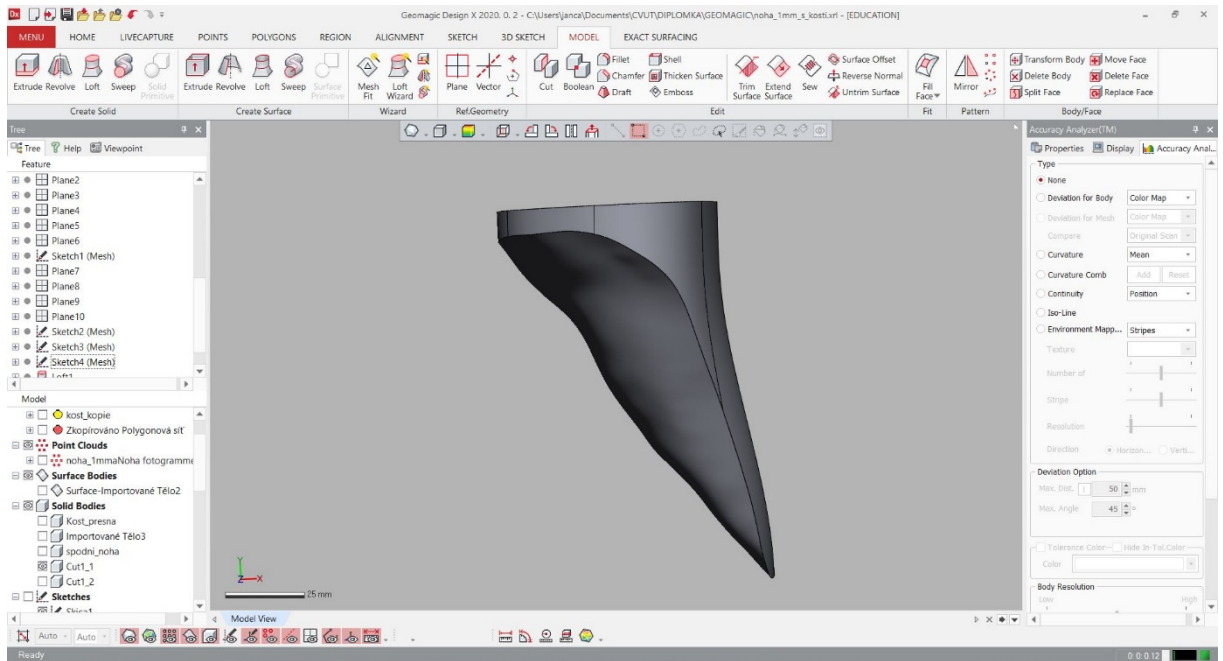 Geomagic Design X 2020. 0. 2 - C:\Users\janca\Documents\CVUT\DIPLOMKA\GEOMAGIC\noha_1mm_s_kosti.xrl - [EDUCATION]
MENU HOME LIVECAPTURE POINTS POLYGONS REGION ALIGNMENT SKETCH 3D SKETCH MODEL EXACT SURFACING
Fillet Shell Surface Offset Transform Body Move Face
Chamfer Thicken Surface Reverse Normal Delete Body Delete Face
Draft Emboss Untrim Surface Split Face Replace Face
Extrude Revolve Loft Sweep Solid Primitive Extrude Revolve Loft Sweep Surface Primitive Mesh Fit Loft Wizard Plane Vector Cut Boolean Trim Surface Extend Surface Sew Fill Face Mirror
Create Solid Create Surface Wizard Ref.Geometry Edit Fit Pattern Body/Face
Tree
Tree Help Viewpoint
Feature
Plane2
Plane3
Plane4
Plane5
Plane6
Sketch1 (Mesh)
Plane7
Plane8
Plane9
Plane10
Sketch2 (Mesh)
Sketch3 (Mesh)
Sketch4 (Mesh)
Loft1
Model
kost_kopie
Zkopírováno Polygonová síť
Point Clouds
noha_1mmaNoha fotogramme
Surface Bodies
Surface-Importované Tělo2
Solid Bodies
Kost_presna
Importované Tělo3
spodni_noha
Cut1_1
Cut1_2
Sketches
Skica1
Y
Z X
25 mm
Model View
Accuracy Analyzer(TM)
Properties Display Accuracy Anal...
Type
None
Deviation for Body Color Map
Deviation for Mesh Color Map
Compare Original Scan
Curvature Mean
Curvature Comb Add Reset
Continuity Position
Iso-Line
Environment Mapp... Stripes
Texture
Number of
Stripe
Resolution
Direction Horizon... Verti...
Deviation Option
Max. Dist. 50 mm
Max. Angle 45 °
Tolerance Color Hide In-Tol.Color
Color
Body Resolution
Low High
Auto Auto
Ready
0:0:0.12